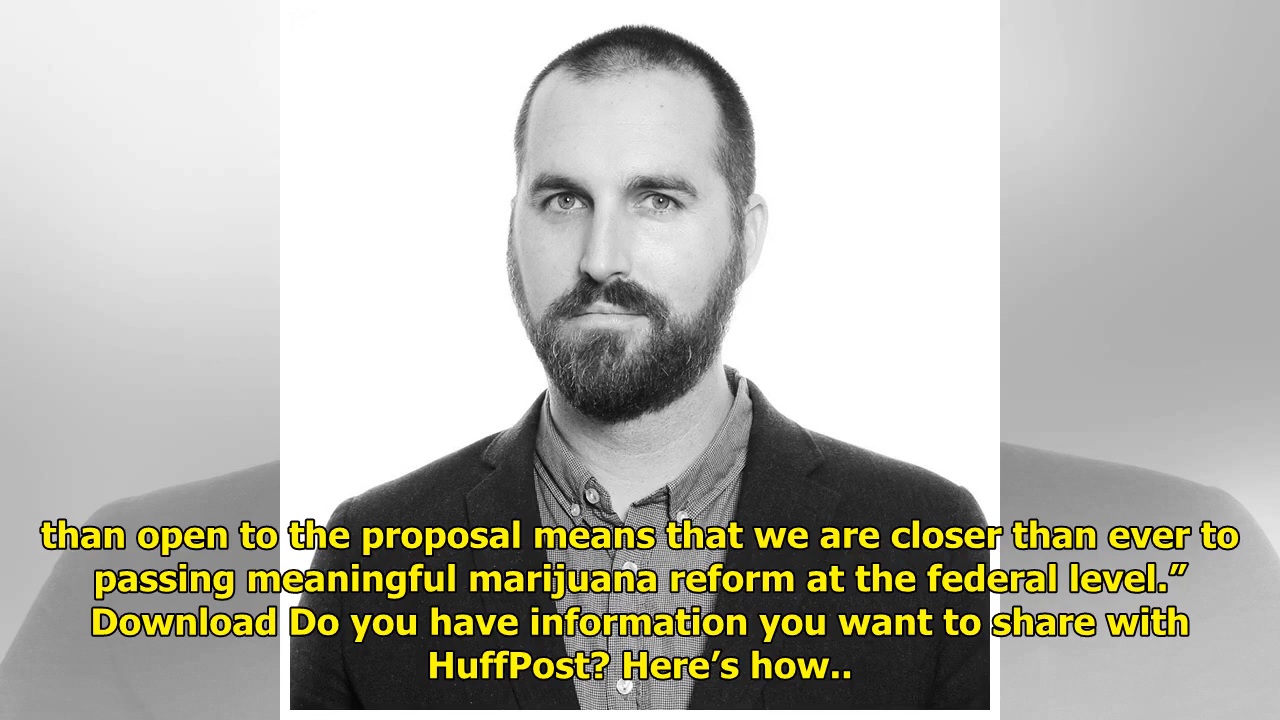 than open to the proposal means that we are closer than ever to
passing meaningful marijuana reform at the federal level.”
Download Do you have information you want to share with
HuffPost? Here’s how..